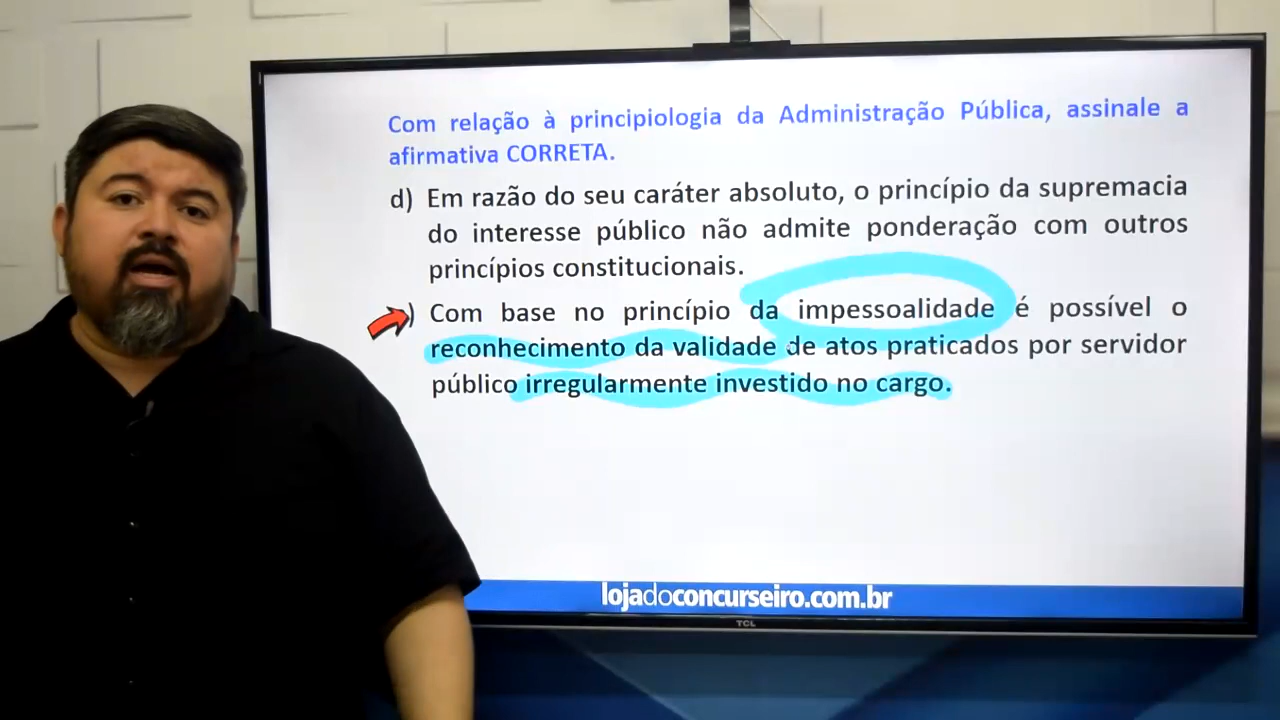 Com relação à principiologia da Administração Pública, assinale a
afirmativa CORRETA.
d) Em razão do seu caráter absoluto, o princípio da supremacia
do interesse público não admite ponderação com outros
princípios constitucionais.
) Com base no princípio da impessoalidade é possível o
reconhecimento da validade de atos praticados por servidor
público irregularmente investido no cargo.
lojadoconcurseiro.com.br
TCL